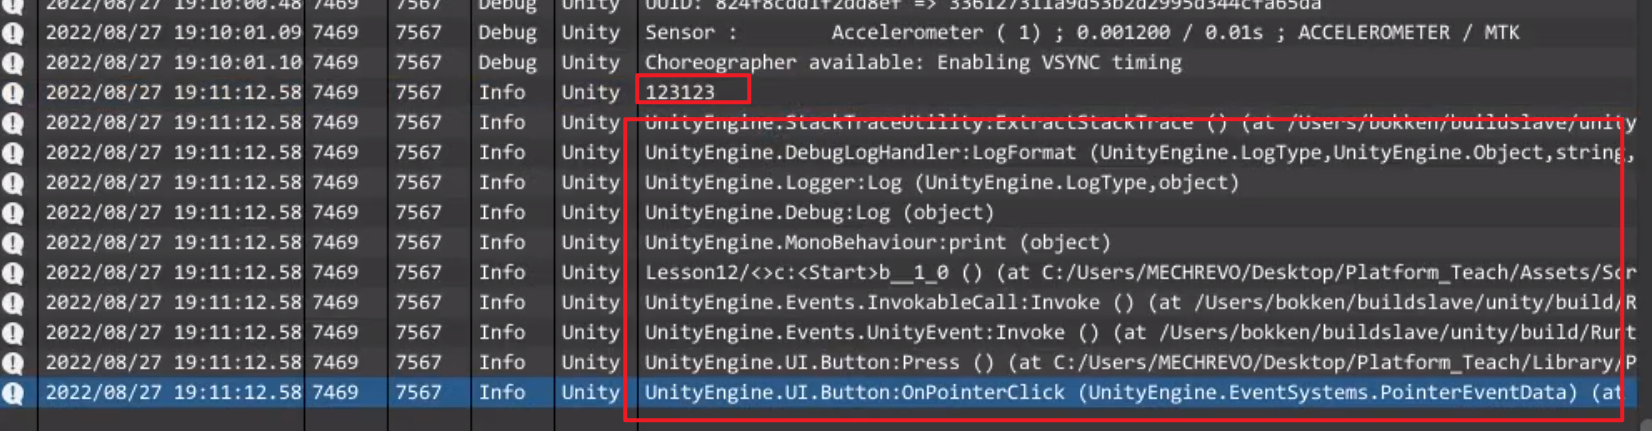 2022/08/27 19:10:00.48 7469 7567 Debug Unity UUID: 824f8cdd1f2dd8ef => 336127311a9d53b2d2995d344cfa65da
2022/08/27 19:10:01.09 7469 7567 Debug Unity Sensor : Accelerometer ( 1) ; 0.001200 / 0.01s ; ACCELEROMETER / MTK
2022/08/27 19:10:01.10 7469 7567 Debug Unity Choreographer available: Enabling VSYNC timing
2022/08/27 19:11:12.58 7469 7567 Info Unity 123123
2022/08/27 19:11:12.58 7469 7567 Info Unity UnityEngine.StackTraceUtility:ExtractStackTrace () (at /Users/bokken/buildslave/unity
2022/08/27 19:11:12.58 7469 7567 Info Unity UnityEngine.DebugLogHandler:LogFormat (UnityEngine.LogType,UnityEngine.Object,string,
2022/08/27 19:11:12.58 7469 7567 Info Unity UnityEngine.Logger:Log (UnityEngine.LogType,object)
2022/08/27 19:11:12.58 7469 7567 Info Unity UnityEngine.Debug:Log (object)
2022/08/27 19:11:12.58 7469 7567 Info Unity UnityEngine.MonoBehaviour:print (object)
2022/08/27 19:11:12.58 7469 7567 Info Unity Lesson12/<>c:<Start>b__1_0 () (at C:/Users/MECHREVO/Desktop/Platform_Teach/Assets/Scr
2022/08/27 19:11:12.58 7469 7567 Info Unity UnityEngine.Events.InvokableCall:Invoke () (at /Users/bokken/buildslave/unity/build/R
2022/08/27 19:11:12.58 7469 7567 Info Unity UnityEngine.Events.UnityEvent:Invoke () (at /Users/bokken/buildslave/unity/build/Runt
2022/08/27 19:11:12.58 7469 7567 Info Unity UnityEngine.UI.Button:Press () (at C:/Users/MECHREVO/Desktop/Platform_Teach/Library/P
2022/08/27 19:11:12.58 7469 7567 Info Unity UnityEngine.UI.Button:OnPointerClick (UnityEngine.EventSystems.PointerEventData) (at